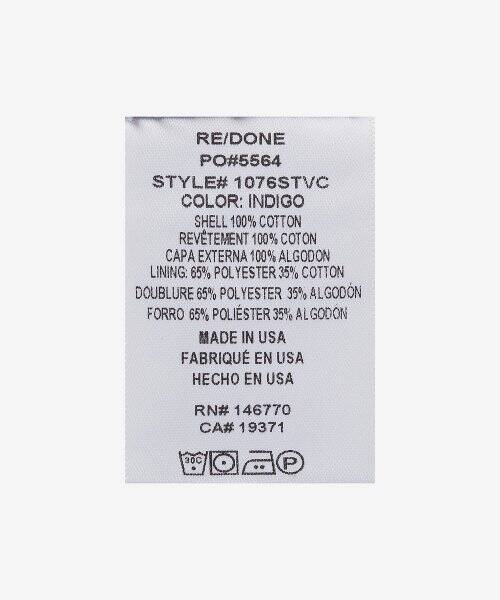 RE/DONE
PO#5564
STYLE# 1076STVC
COLOR: INDIGO
SHELL 100% COTTON
REVÊTEMENT 100% COTON
CAPA EXTERNA 100% ALGODON
LINING: 65% POLYESTER 35% COTTON
DOUBLURE 65% POLYESTER 35% ALGODÓN
FORRO 65% POLIÉSTER 35% ALGODÓN
MADE IN USA
FABRIQUÉ EN USA
HECHO EN USA
RN# 146770
CA# 19371
30C P